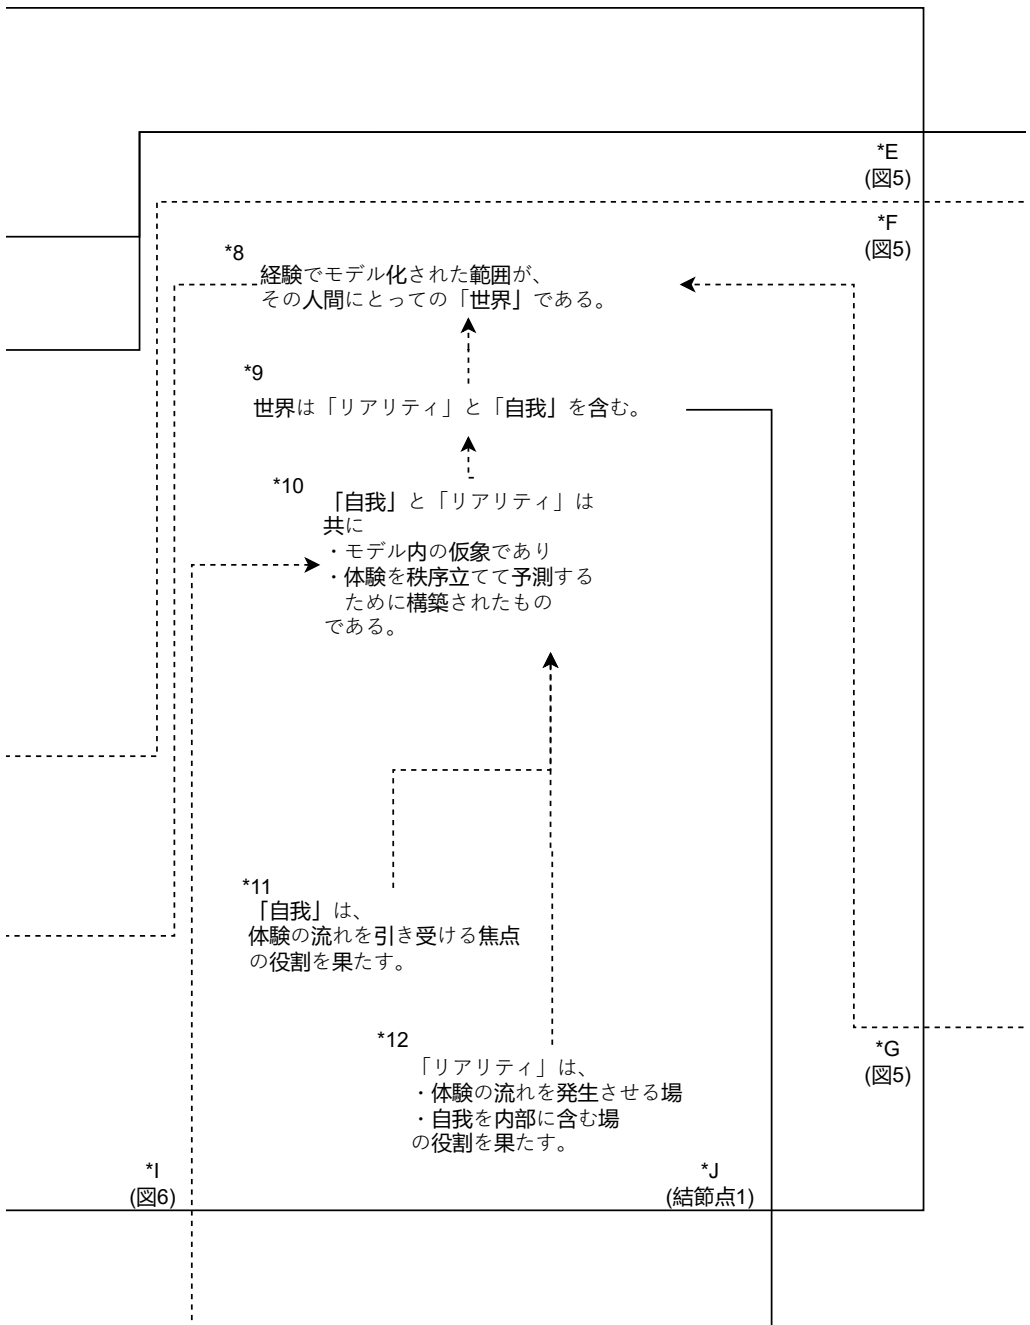 *E
(図5)
*F
(図5)
*8
経験でモデル化された範囲が、
その人間にとっての「世界」である。
*9
世界は「リアリティ」と「自我」を含む。
*10
「自我」と「リアリティ」は
共に
・モデル内の仮象であり
・体験を秩序立てて予測する
ために構築されたもの
である。
*11
「自我」は、
体験の流れを引き受ける焦点
の役割を果たす。
*12
「リアリティ」は、
・体験の流れを発生させる場
・自我を内部に含む場
の役割を果たす。
*G
(図5)
*I
(図6)
*J
(結節点1)